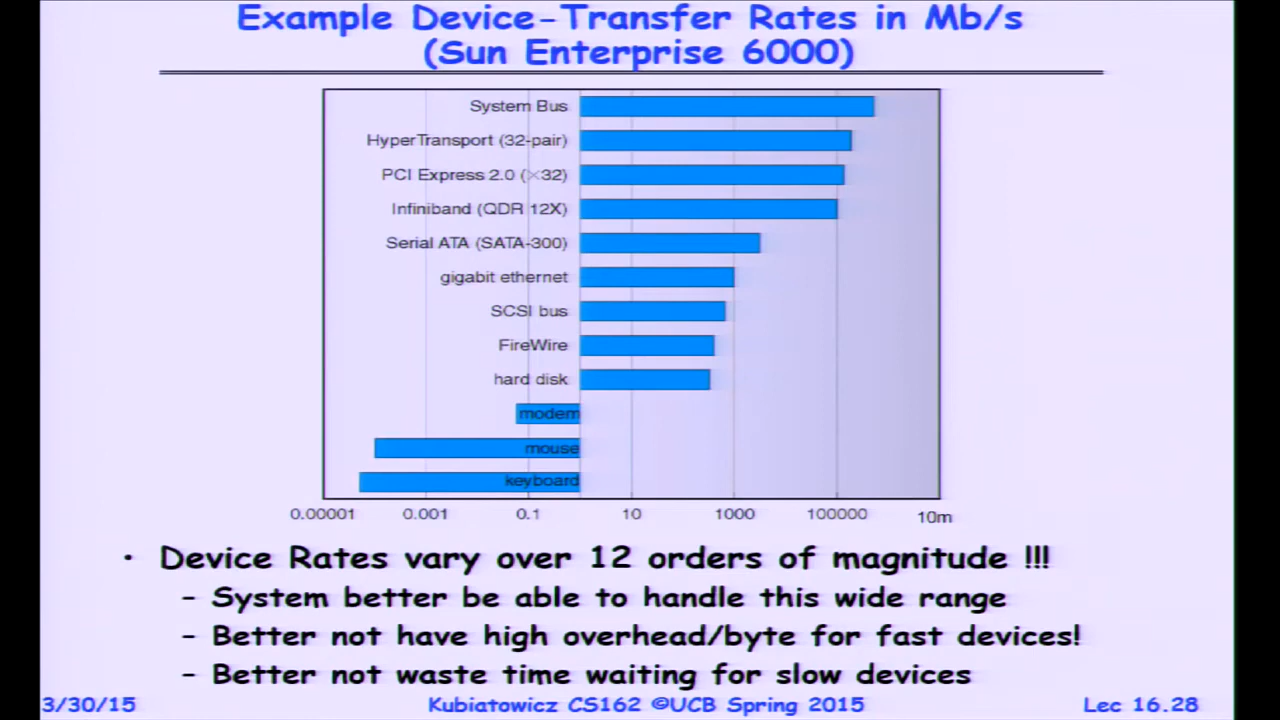 Example Device-Transfer Rates in Mb/s
(Sun Enterprise 6000)
System Bus
HyperTransport (32-pair)
PCI Express 2.0 (×32)
Infiniband (QDR 12X)
Serial ATA (SATA-300)
gigabit ethernet
SCSI bus
FireWire
hard disk
modem
mouse
keyboard
0.00001 0.001 0.1 10 1000 100000 10m
• Device Rates vary over 12 orders of magnitude !!!
– System better be able to handle this wide range
– Better not have high overhead/byte for fast devices!
– Better not waste time waiting for slow devices
3/30/15 Kubiatowicz CS162 ©UCB Spring 2015 Lec 16.28